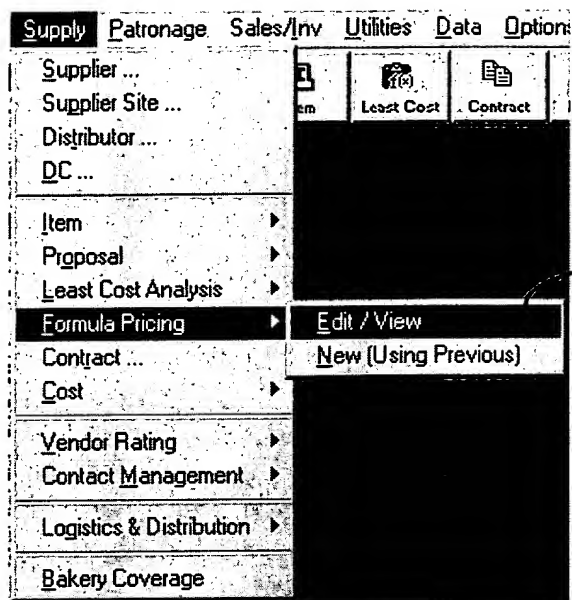 Supply Patronage Sales/Inv Utilities Data Options
Supplier ...
Supplier Site ...
Distributor ...
DC ...
Least Cost Contract
Item
Proposal
Least Cost Analysis
Formula Pricing
Edit / View
New (Using Previous)
Contract ...
Cost
Vendor Rating
Contact Management
Logistics & Distribution
Bakery Coverage